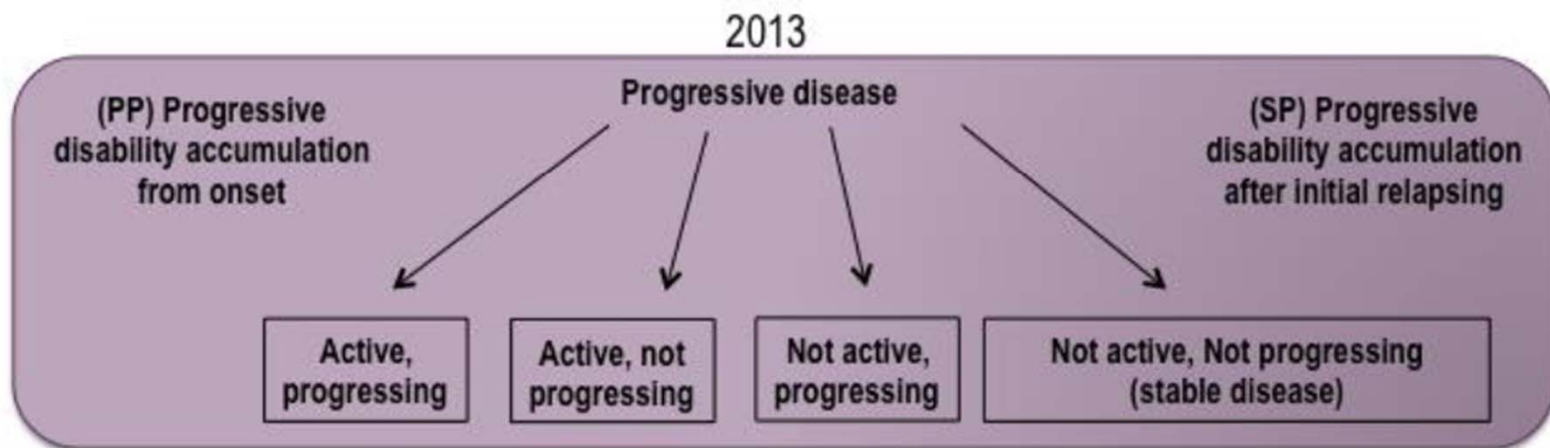 2013
Progressive disease
(PP) Progressive
disability accumulation
from onset
(SP) Progressive
disability accumulation
after initial relapsing
Active,
progressing
Active, not
progressing
Not active,
progressing
Not active, Not progressing
(stable disease)